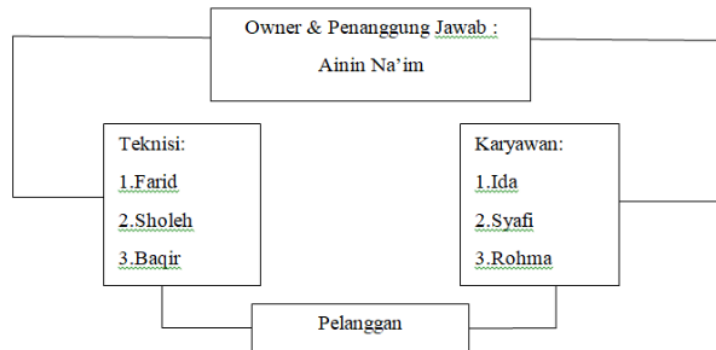 Owner & Penanggung Jawab :
Ainin Na'im
Teknisi:
1.Farid
2.Sholeh
3.Baqir
Karyawan:
1.Ida
2.Syafi
3.Rohma
Pelanggan